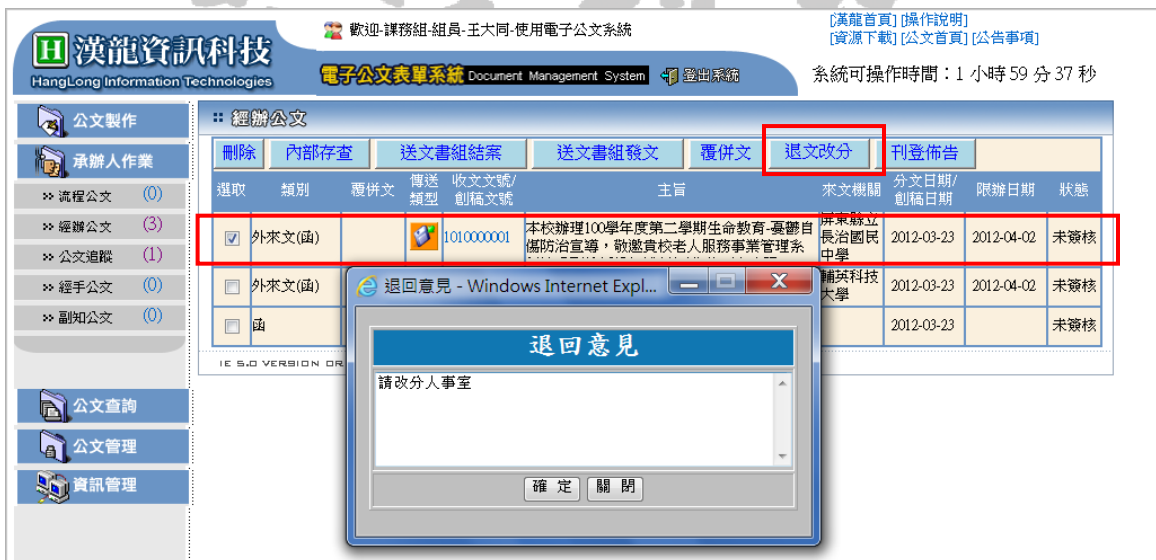 漢龍資訊科技
HangLong Information Technologies
歡迎-課務組-組員-王大同-使用電子公文系統
電子公文表單系統 Document Management System 登出系統
[漢龍首頁] [操作說明]
[資源下載] [公文首頁] [公告事項]
系統可操作時間：1 小時 59 分 37 秒
公文製作
承辦人作業
流程公文 (0)
經辦公文 (3)
公文追蹤 (1)
經手公文 (0)
副知公文 (0)
公文查詢
公文管理
資訊管理
經辦公文
刪除 內部存查 送文書組結案 送文書組發文 覆併文 退文改分 刊登佈告
選取 類別 覆併文 傳送類型 收文文號/創稿文號 主旨 來文機關 分文日期/創稿日期 限辦日期 狀態
外來文(函) 1010000001 本校辦理100學年度第二學期生命教育-憂鬱自傷防治宣導，敬邀貴校老人服務事業管理系 屏東縣立長治國民中學 2012-03-23 2012-04-02 未簽核
外來文(函) 輔英科技大學 2012-03-23 2012-04-02 未簽核
函 2012-03-23 未簽核
IE 5.0 VERSION OR
退回意見 - Windows Internet Expl...
退回意見
請改分人事室
確 定 關 閉